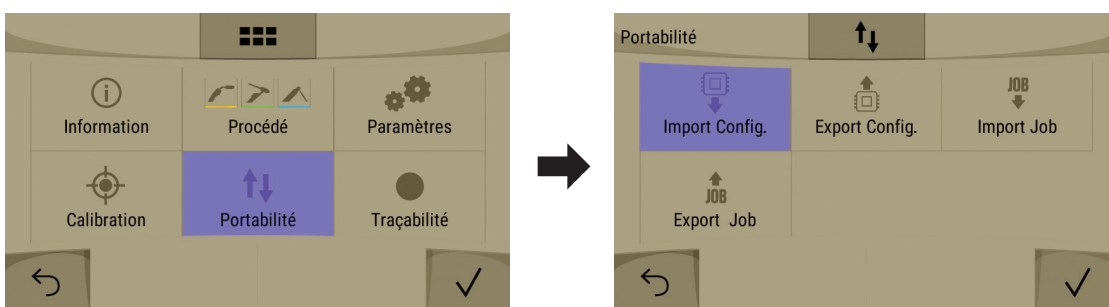 Information
Procédé
Paramètres
Calibration
Portabilité
Traçabilité
Portabilité
Import Config.
Export Config.
JOB
Import Job
JOB
Export Job